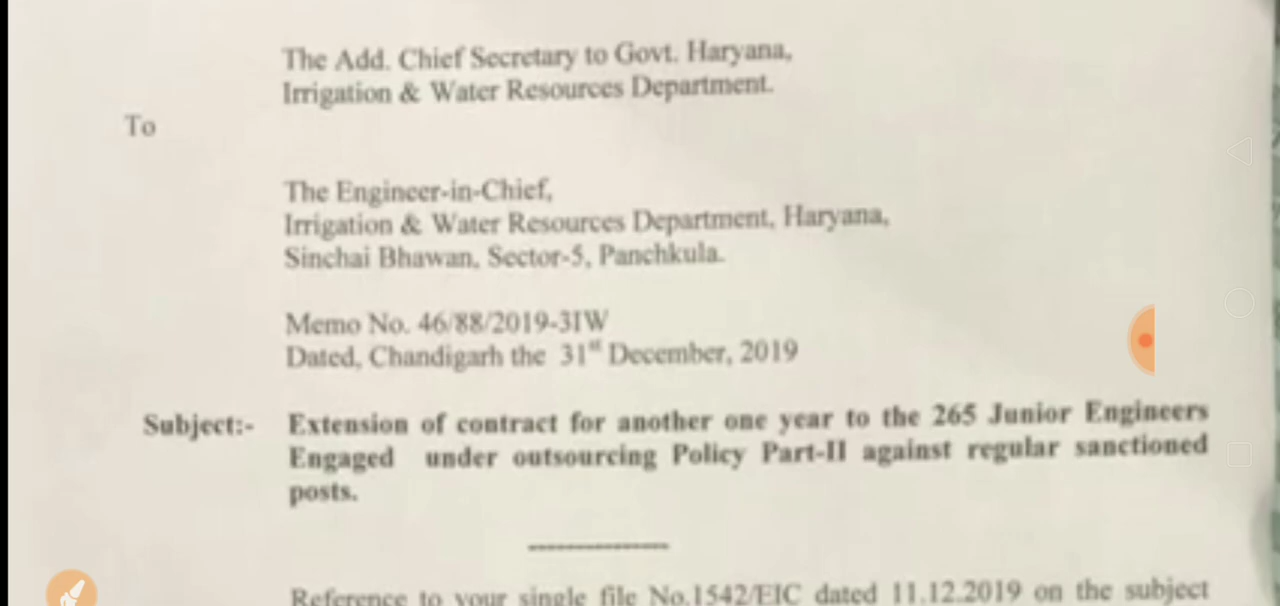 The Add. Chief Secretary to Govt. Haryana,
Irrigation & Water Resources Department.
To
The Engineer-in-Chief,
Irrigation & Water Resources Department, Haryana,
Sinchai Bhawan, Sector-5, Panchkula.
Memo No. 46/88/2019-3IW
Dated, Chandigarh the 31st December, 2019
Subject:- Extension of contract for another one year to the 265 Junior Engineers
Engaged under outsourcing Policy Part-II against regular sanctioned
posts.
Reference to your single file No.1542/EIC dated 11.12.2019 on the subject